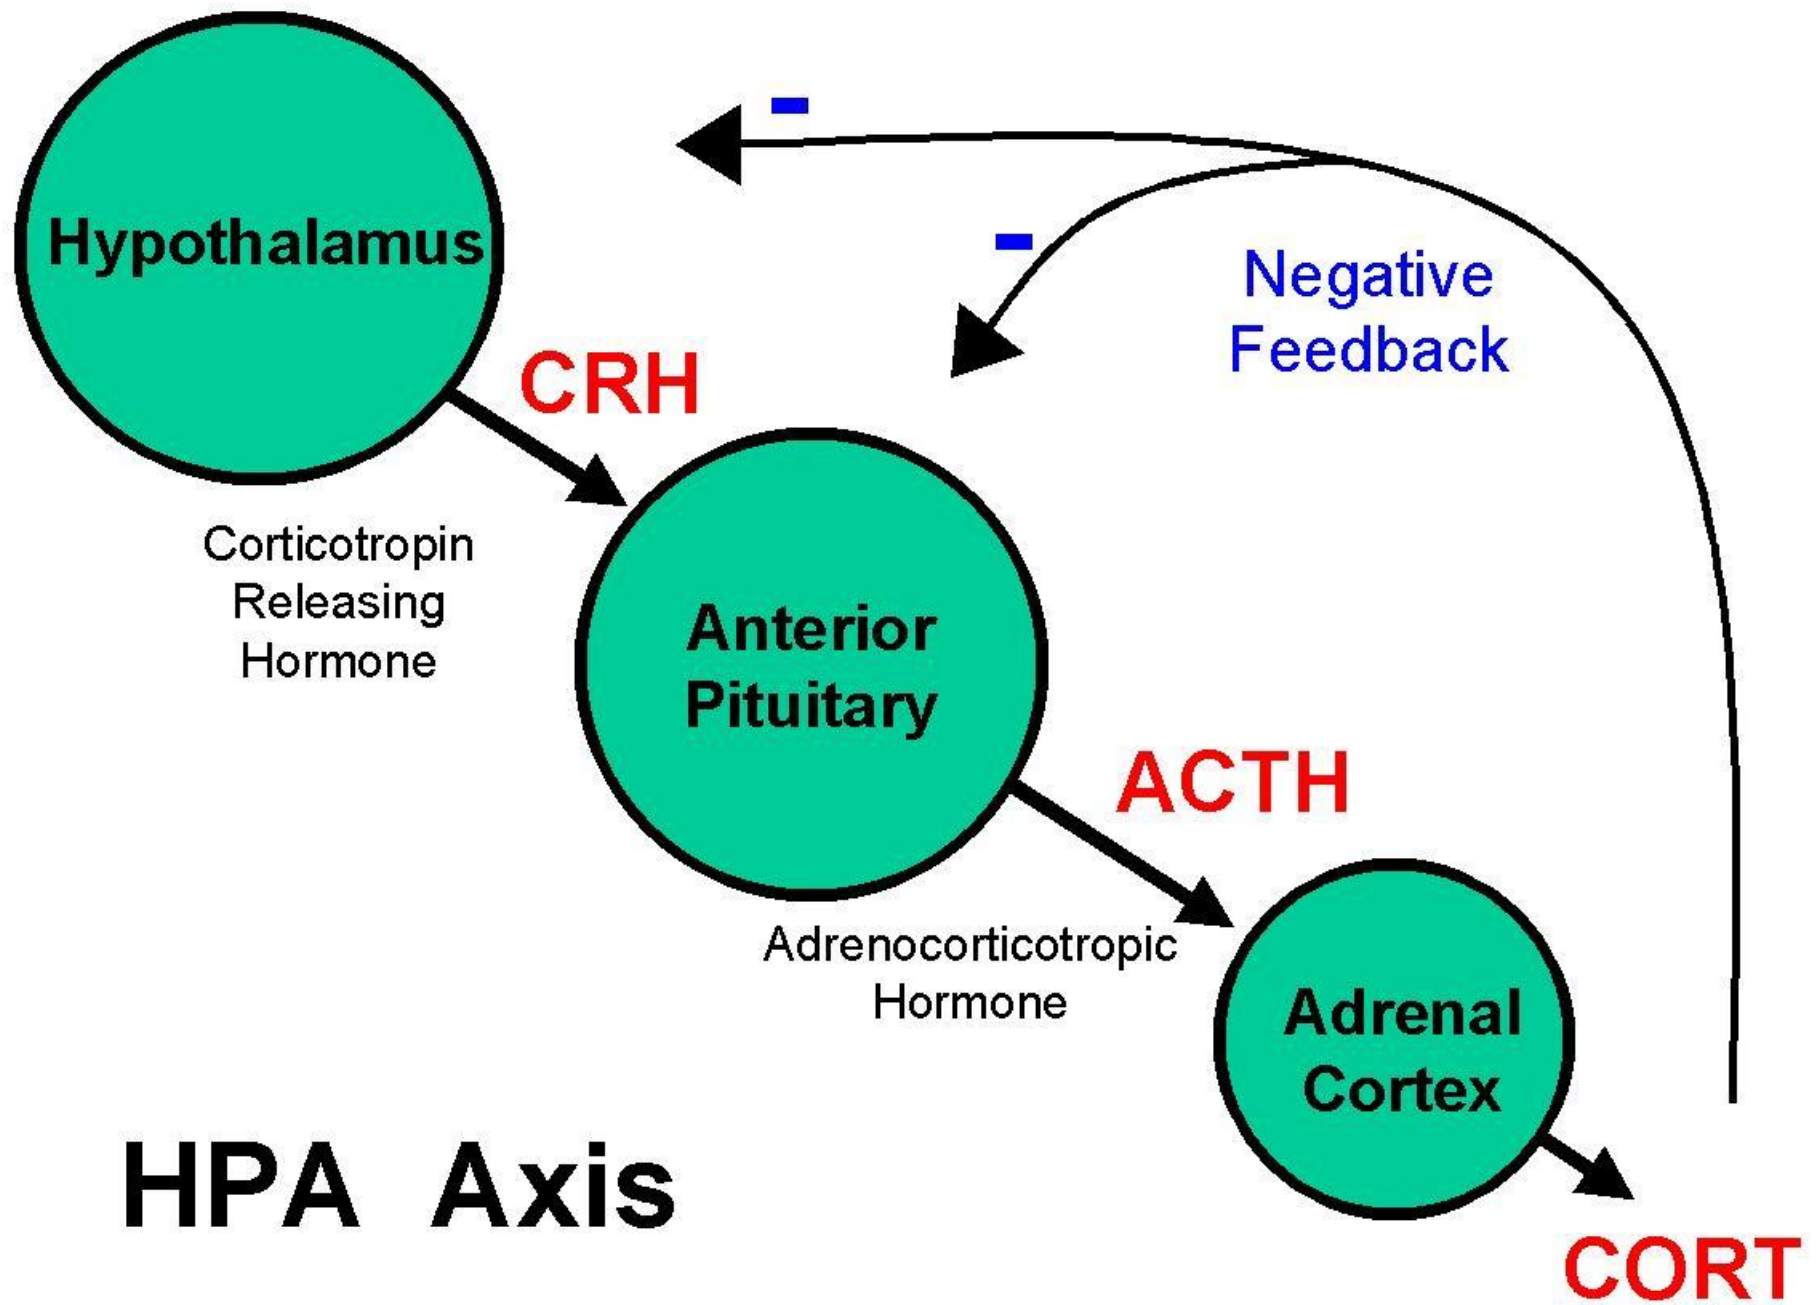 -
Hypothalamus
-
Negative
Feedback
CRH
Corticotropin
Releasing
Hormone
Anterior
Pituitary
ACTH
Adrenocorticotropic
Hormone
Adrenal
Cortex
HPA Axis
CORT